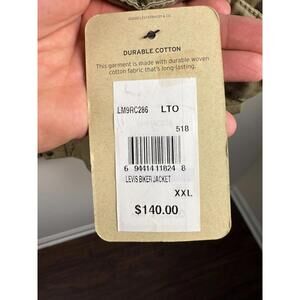 DURABLE COTTON
This garment is made with durable woven
cotton fabric that's long-lasting.
LM9RC286 LTO
518
6 94414 11824 8
LEVIS BIKER JACKET
XXL
$140.00